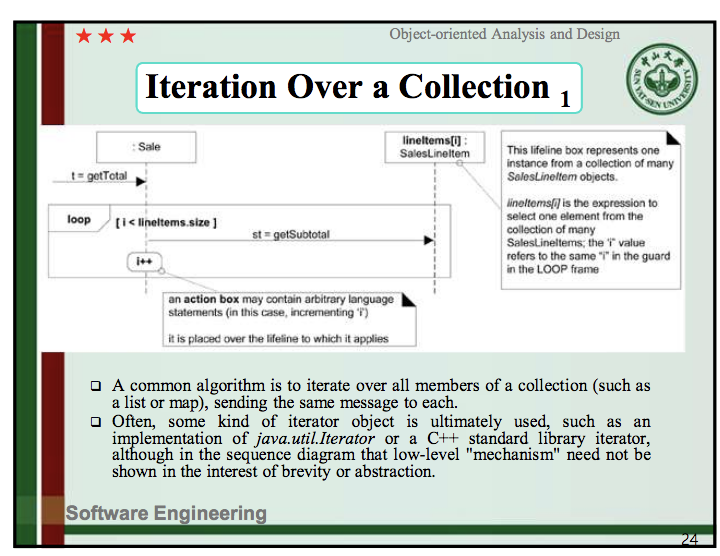 ★★★
Object-oriented Analysis and Design
Iteration Over a Collection 1
中山大學
SUN YAT-SEN UNIVERSITY
: Sale
lineItems[i] :
SalesLineItem
t = getTotal
loop
[ i < lineItems.size ]
st = getSubtotal
i++
an action box may contain arbitrary language
statements (in this case, incrementing 'i')
it is placed over the lifeline to which it applies
This lifeline box represents one
instance from a collection of many
SalesLineItem objects.
lineItems[i] is the expression to
select one element from the
collection of many
SalesLineItems; the 'i" value
refers to the same "i" in the guard
in the LOOP frame
❑ A common algorithm is to iterate over all members of a collection (such as
a list or map), sending the same message to each.
❑ Often, some kind of iterator object is ultimately used, such as an
implementation of java.util.Iterator or a C++ standard library iterator,
although in the sequence diagram that low-level "mechanism" need not be
shown in the interest of brevity or abstraction.
Software Engineering
24